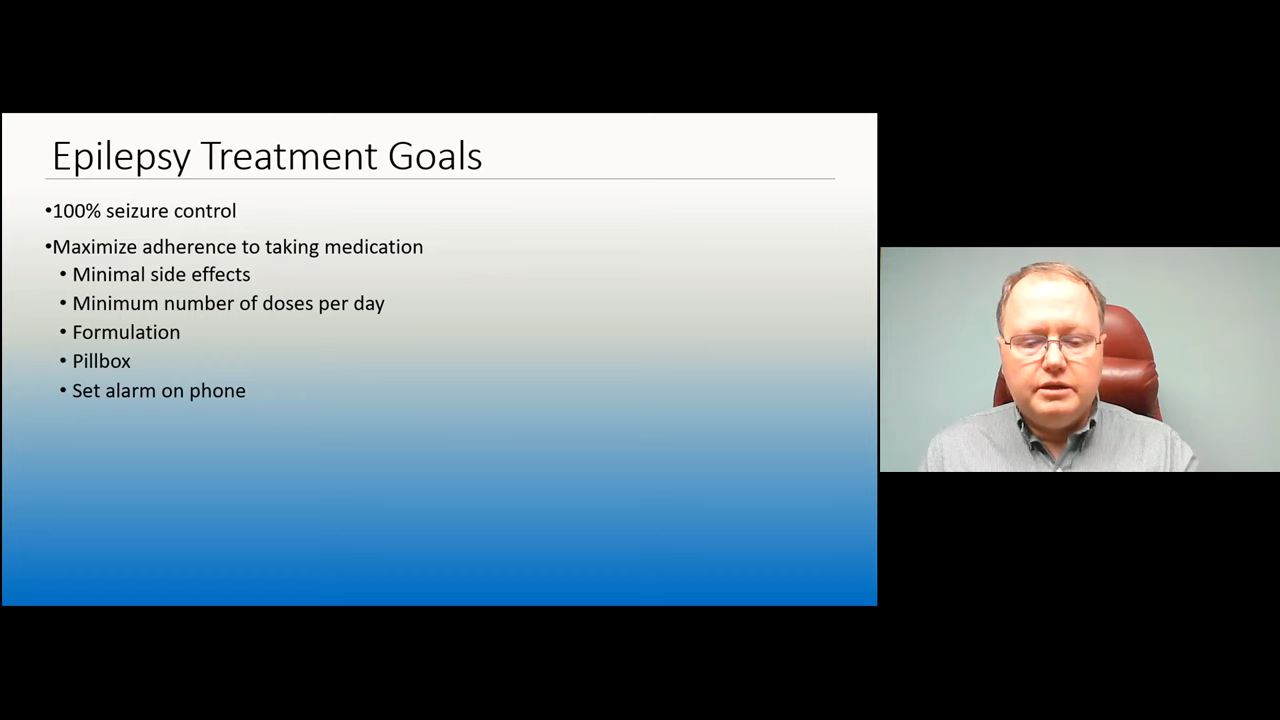 Epilepsy Treatment Goals
•100% seizure control
•Maximize adherence to taking medication
• Minimal side effects
• Minimum number of doses per day
• Formulation
• Pillbox
• Set alarm on phone